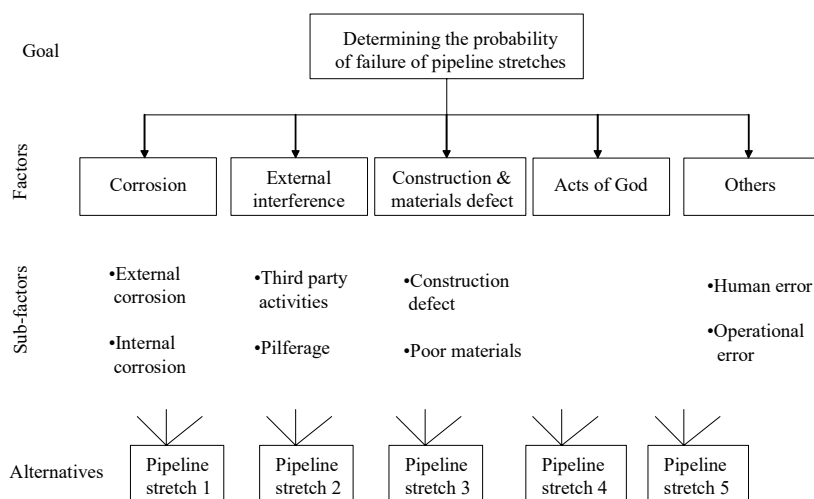 Goal
Determining the probability
of failure of pipeline stretches
Factors
Corrosion
External
interference
Construction &
materials defect
Acts of God
Others
Sub-factors
•External
corrosion
•Internal
corrosion
•Third party
activities
•Pilferage
•Construction
defect
•Poor materials
•Human error
•Operational
error
Alternatives
Pipeline
stretch 1
Pipeline
stretch 2
Pipeline
stretch 3
Pipeline
stretch 4
Pipeline
stretch 5